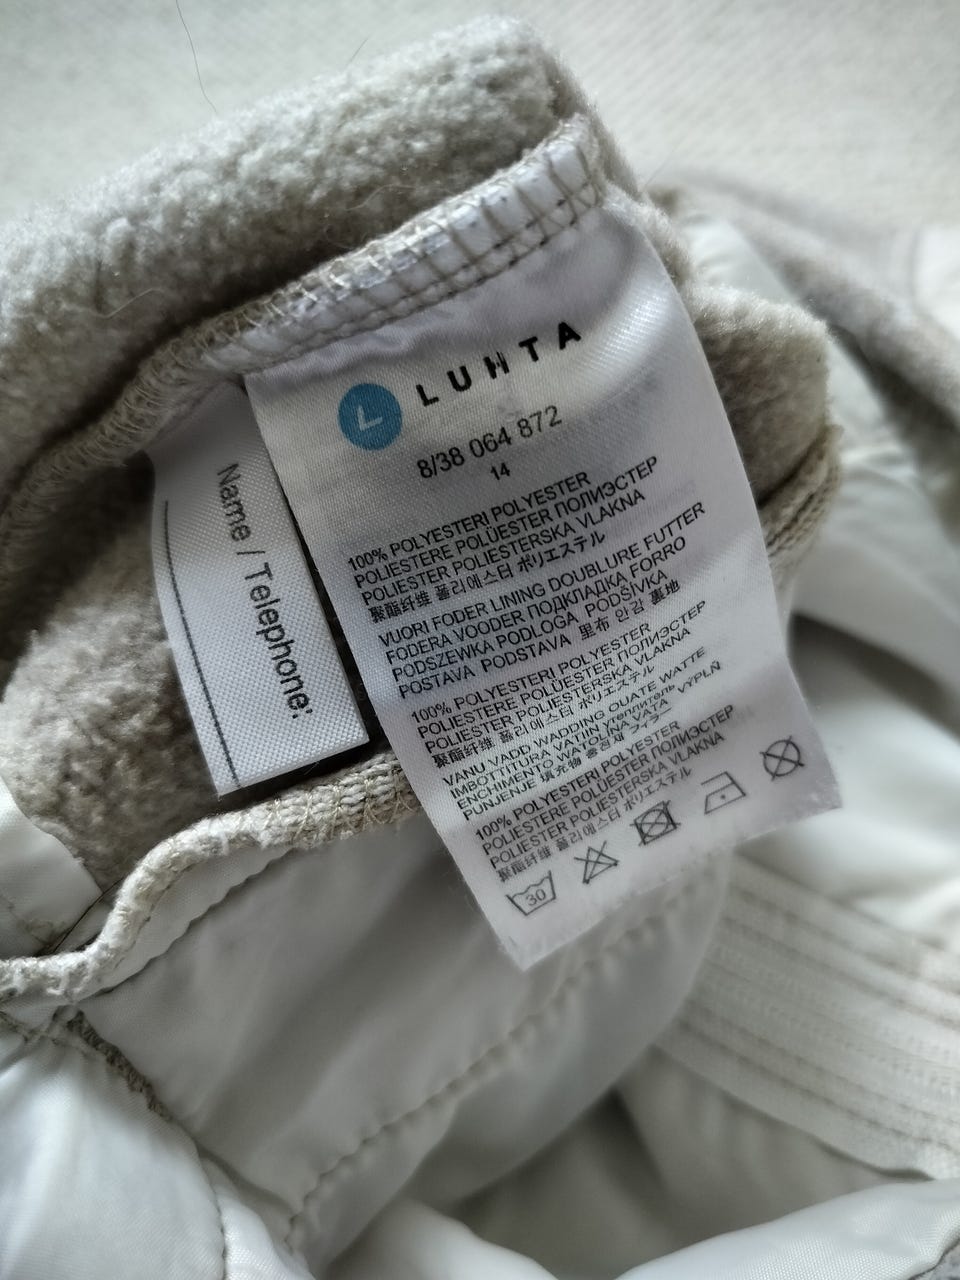 L LUHTA
8/38 064 872
14
100% POLYESTERI POLYESTER
POLIESTERE POLÜESTER ПОЛИЭСТЕР
POLIESTER POLIESTERSKA VLAKNA
聚酯纤维 폴리에스터 ポリエステル
VUORI FODER LINING DOUBLURE FUTTER
FODERA VOODER ПОДКЛАДКА FORRO
PODSZEWKA PODLOGA PODŠÍVKA
POSTAVA PODSTAVA 里布 안감 裏地
100% POLYESTERI POLYESTER
POLIESTERE POLÜESTER ПОЛИЭСТЕР
POLIESTER POLIESTERSKA VLAKNA
聚酯纤维 폴리에스터 ポリエステル
VANU VADD WADDING OUATE WATTE
IMBOTTITURA VATIIN утеплитель VÝPLŇ
ENCHIMENTO WATOLINA VATA
PUNJENJE 填充物 충전재
100% POLYESTERI POLYESTER
POLIESTERE POLÜESTER ПОЛИЭСТЕР
POLIESTER POLIESTERSKA VLAKNA
聚酯纤维 폴리에스터 ポリエステル
30
Name / Telephone: